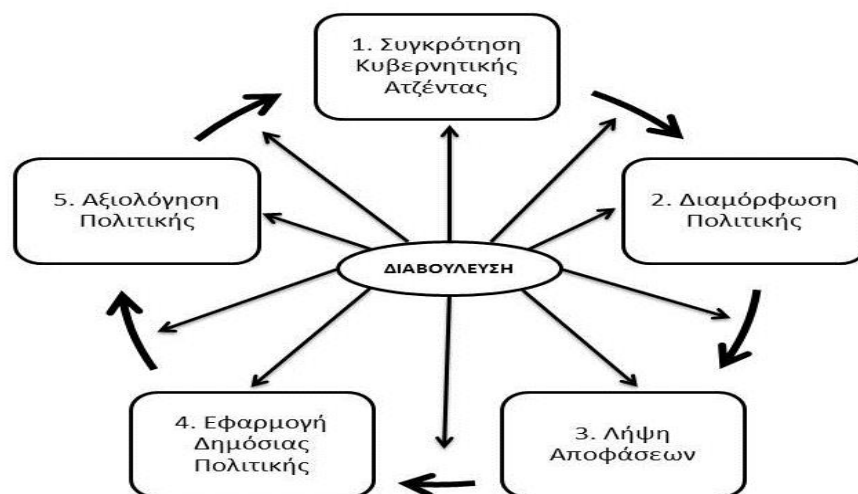 1. Συγκρότηση
Κυβερνητικής
Ατζέντας
2. Διαμόρφωση
Πολιτικής
3. Λήψη
Αποφάσεων
4. Εφαρμογή
Δημόσιας
Πολιτικής
5. Αξιολόγηση
Πολιτικής
ΔΙΑΒΟΥΛΕΥΣΗ